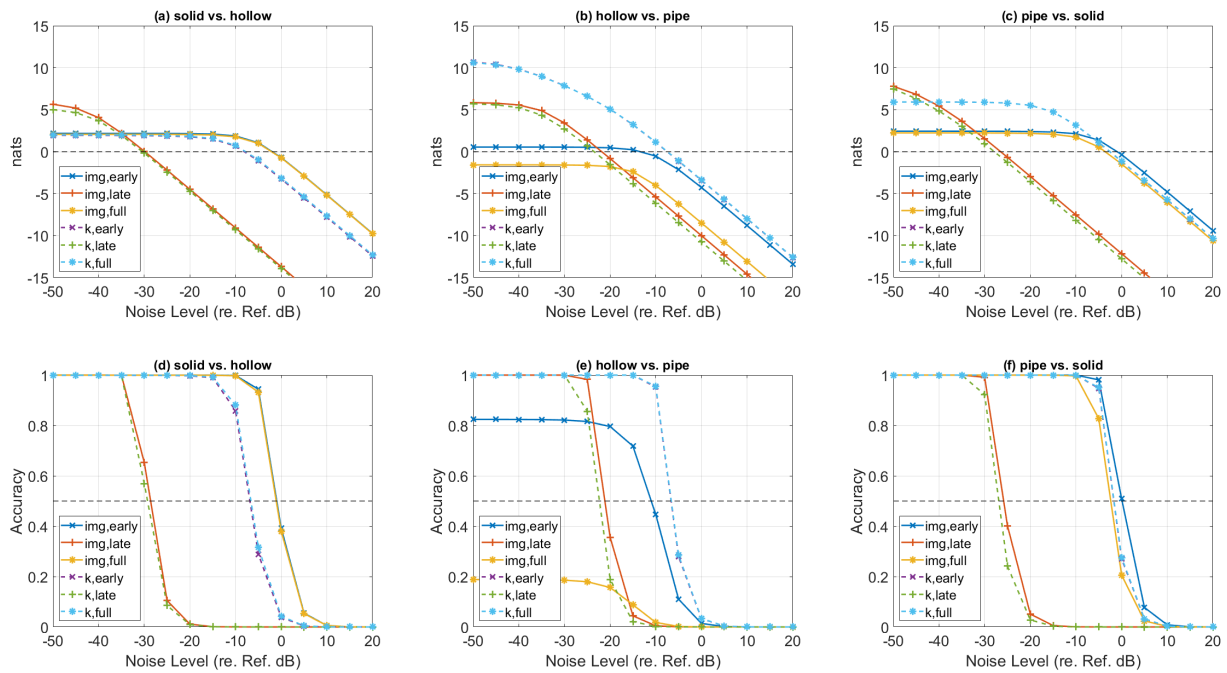 (a) solid vs. hollow
15
10
5
0
-5
-10
-15
nats
img,early
img,late
img,full
k,early
k,late
k,full
-50 -40 -30 -20 -10 0 10 20
Noise Level (re. Ref. dB)
(b) hollow vs. pipe
15
10
5
0
-5
-10
-15
nats
img,early
img,late
img,full
k,early
k,late
k,full
-50 -40 -30 -20 -10 0 10 20
Noise Level (re. Ref. dB)
(c) pipe vs. solid
15
10
5
0
-5
-10
-15
nats
img,early
img,late
img,full
k,early
k,late
k,full
-50 -40 -30 -20 -10 0 10 20
Noise Level (re. Ref. dB)
(d) solid vs. hollow
1
0.8
0.6
0.4
0.2
0
Accuracy
img,early
img,late
img,full
k,early
k,late
k,full
-50 -40 -30 -20 -10 0 10 20
Noise Level (re. Ref. dB)
(e) hollow vs. pipe
1
0.8
0.6
0.4
0.2
0
Accuracy
img,early
img,late
img,full
k,early
k,late
k,full
-50 -40 -30 -20 -10 0 10 20
Noise Level (re. Ref. dB)
(f) pipe vs. solid
1
0.8
0.6
0.4
0.2
0
Accuracy
img,early
img,late
img,full
k,early
k,late
k,full
-50 -40 -30 -20 -10 0 10 20
Noise Level (re. Ref. dB)